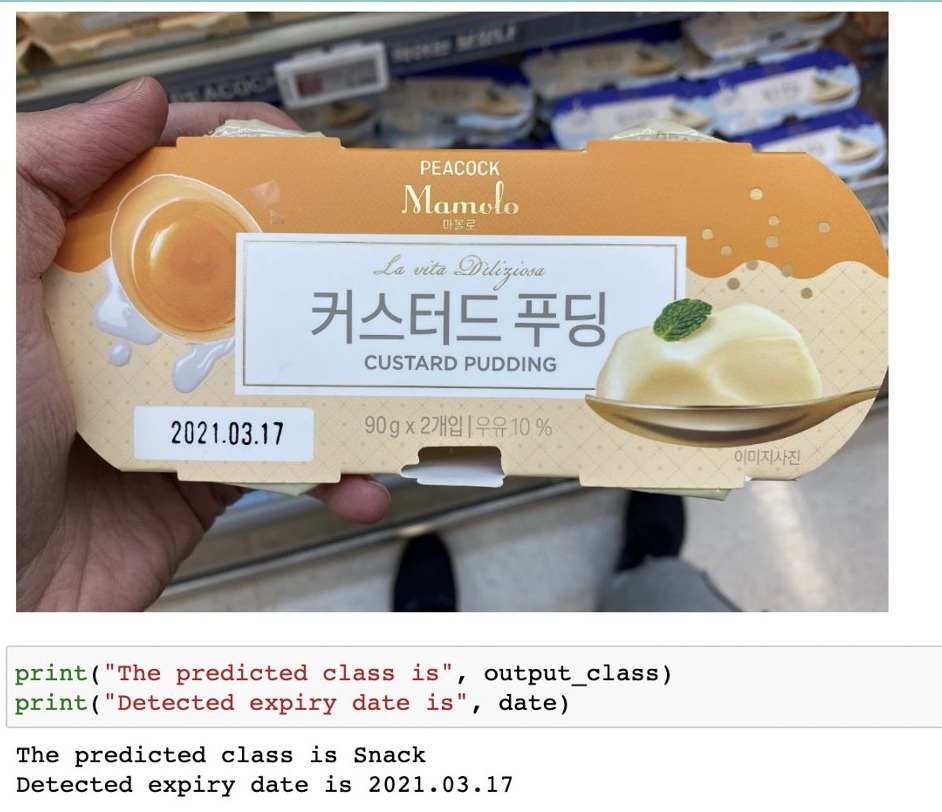 PEACOCK
Mamolo
마몰로
La vita Diliziosa
커스터드 푸딩
CUSTARD PUDDING
2021.03.17
90g x 2개입 | 우유 10 %
이미지사진
print("The predicted class is", output_class)
print("Detected expiry date is", date)
The predicted class is Snack
Detected expiry date is 2021.03.17